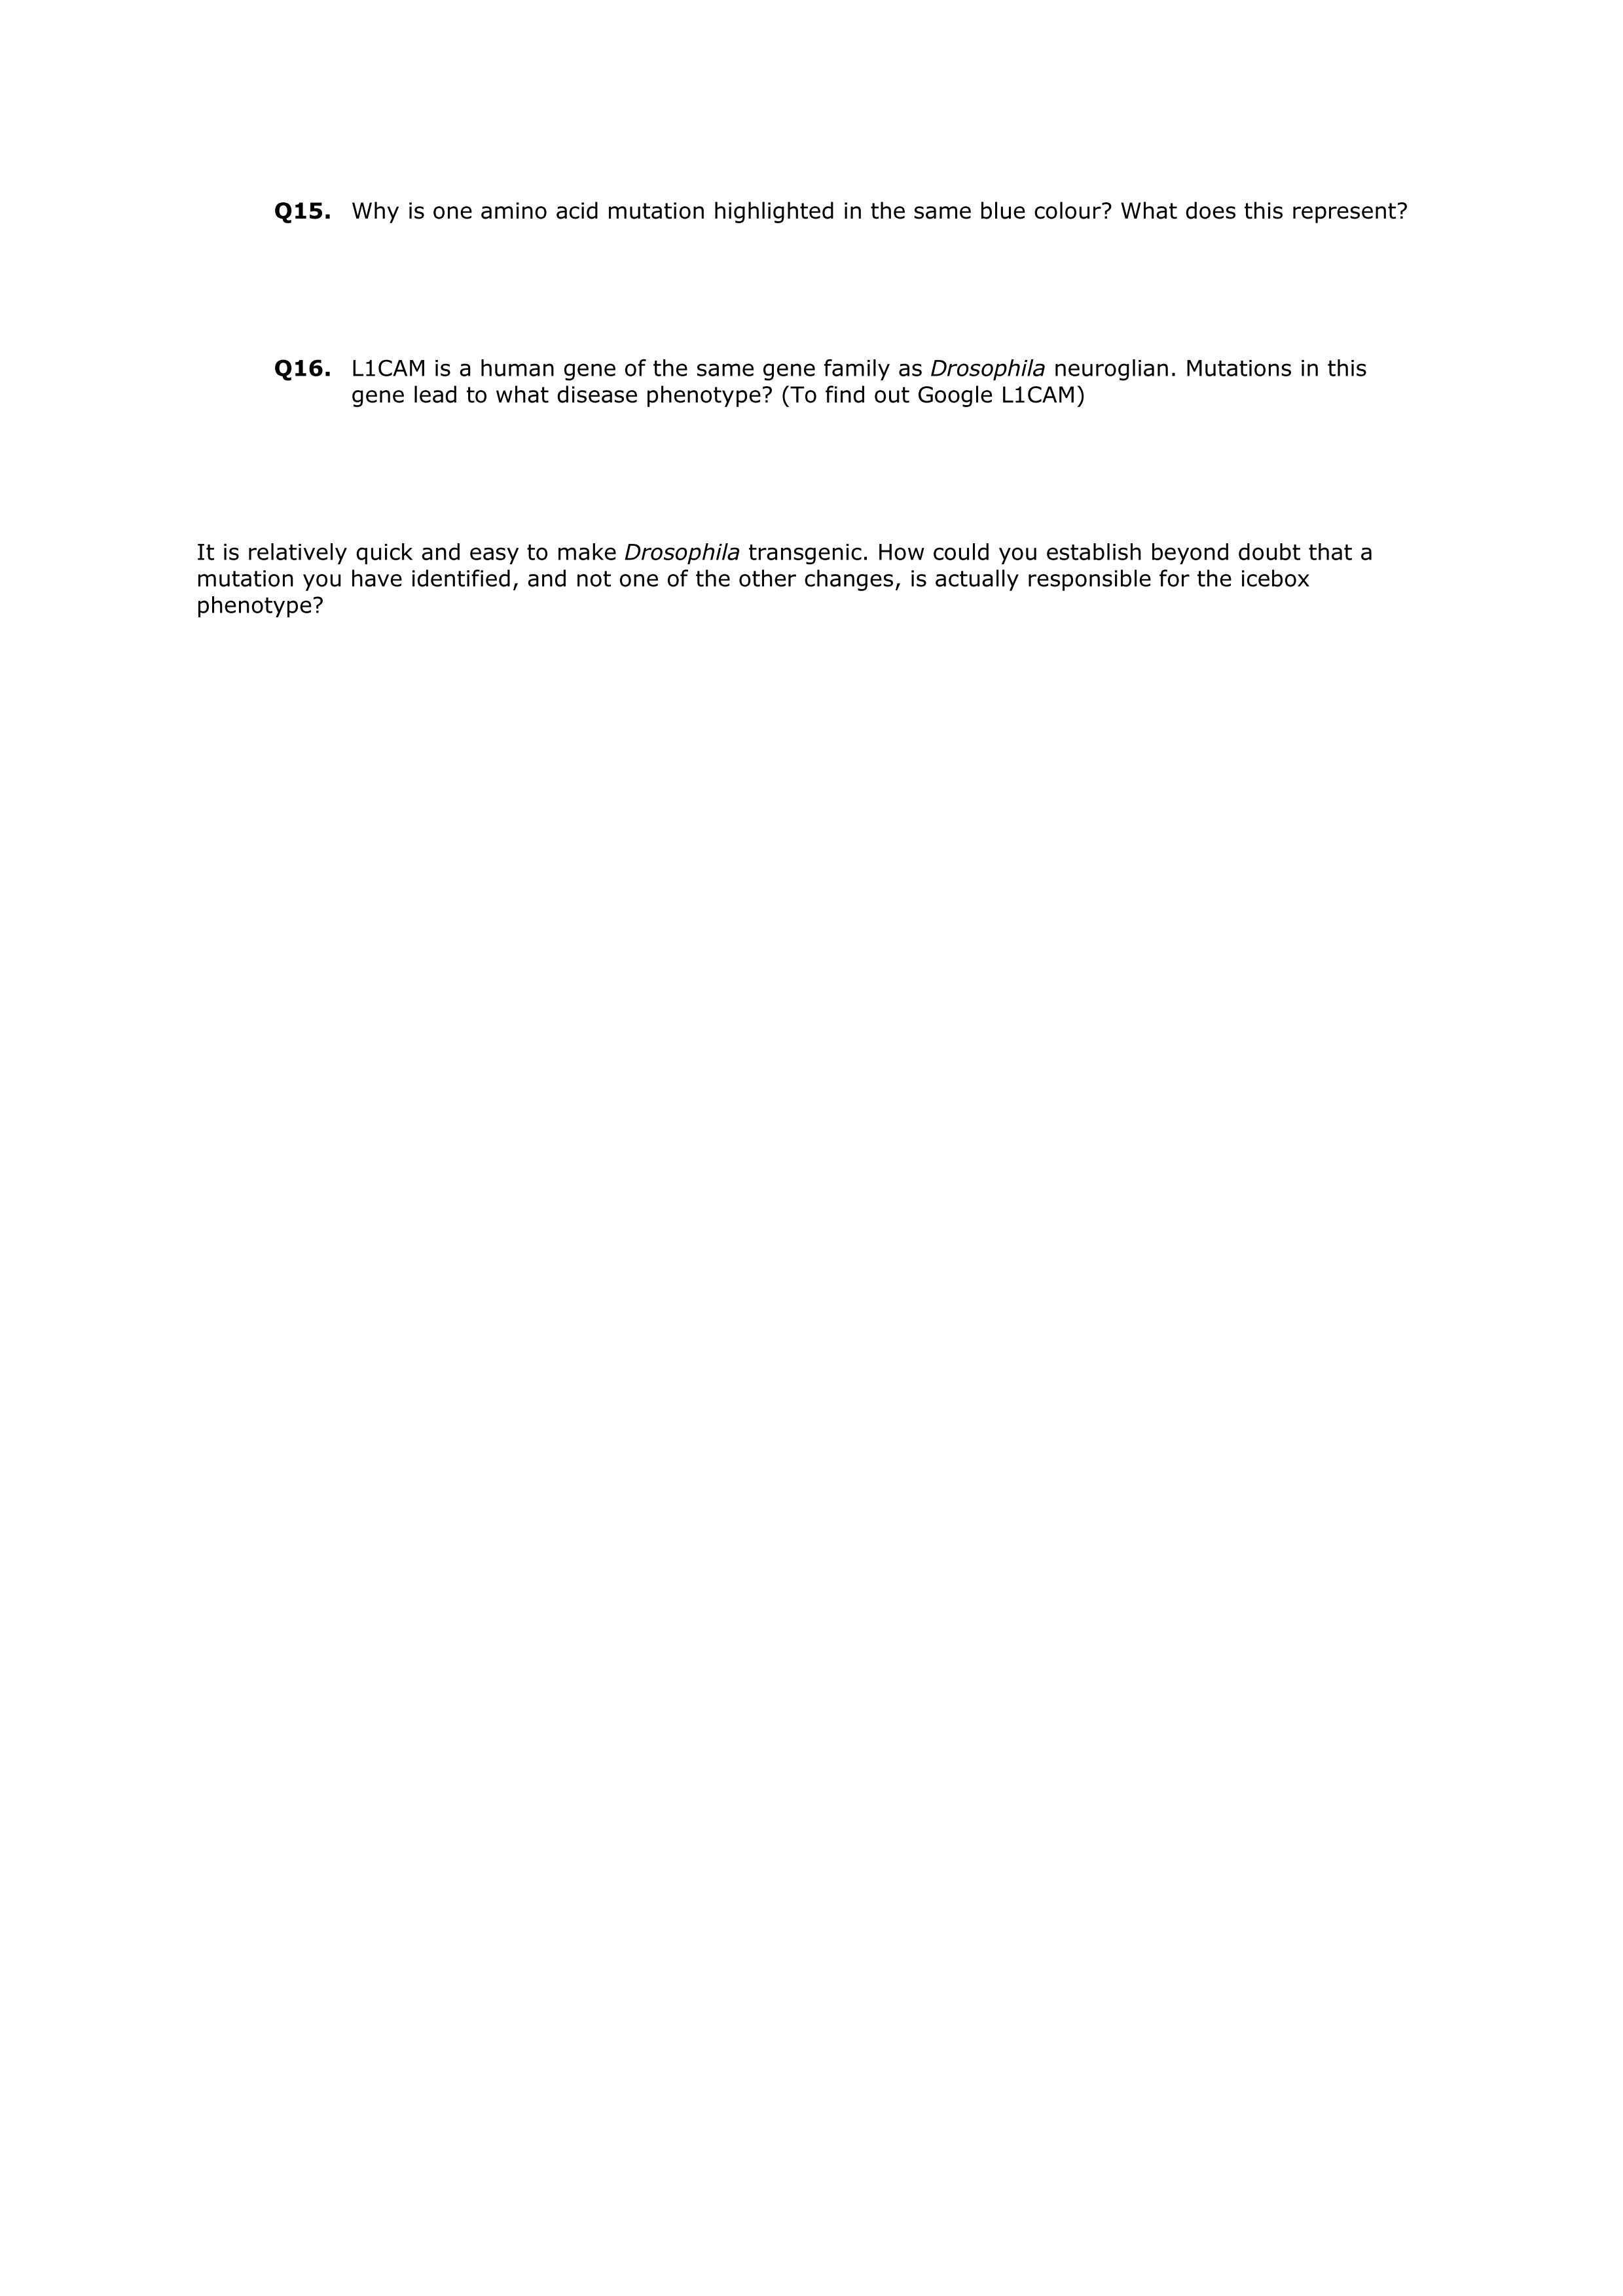 Q15. Why is one amino acid mutation highlighted in the same blue colour? What does this represent?
Q16. L1CAM is a human gene of the same gene family as Drosophila neuroglian. Mutations in this
gene lead to what disease phenotype? (To find out Google L1CAM)
It is relatively quick and easy to make Drosophila transgenic. How could you establish beyond doubt that a
mutation you have identified, and not one of the other changes, is actually responsible for the icebox
phenotype?